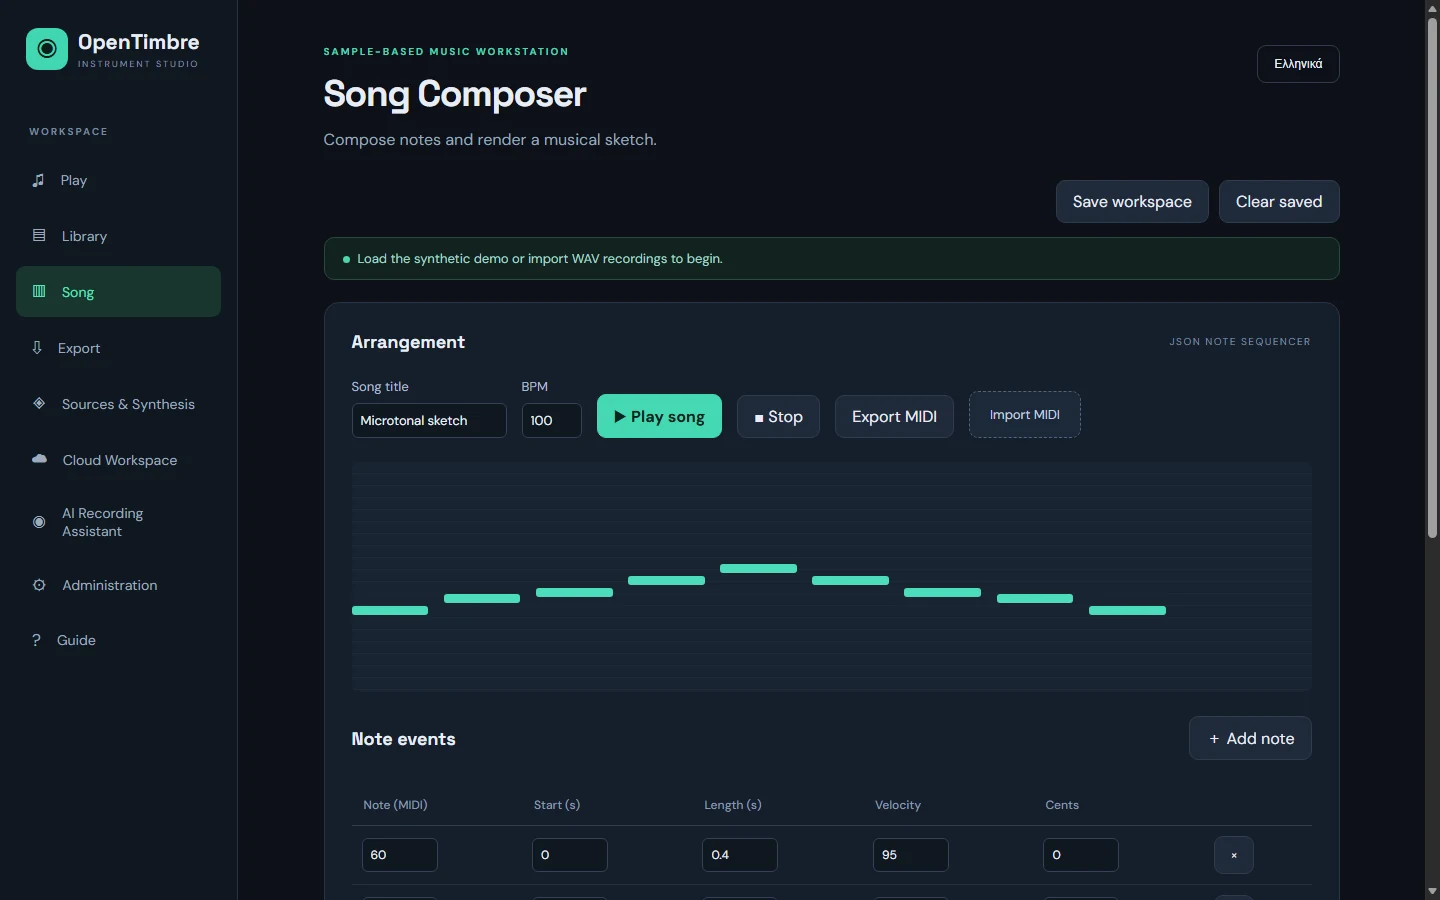 OpenTimbre
INSTRUMENT STUDIO
WORKSPACE
Play
Library
Song
Export
Sources & Synthesis
Cloud Workspace
AI Recording
Assistant
Administration
? Guide
SAMPLE-BASED MUSIC WORKSTATION
Ελληνικά
Song Composer
Compose notes and render a musical sketch.
Save workspace
Clear saved
Load the synthetic demo or import WAV recordings to begin.
Arrangement
JSON NOTE SEQUENCER
Song title
BPM
Microtonal sketch
100
▶ Play song
■ Stop
Export MIDI
Import MIDI
Note events
+ Add note
Note (MIDI) Start (s) Length (s) Velocity Cents
60 0 0.4 95 0 ×